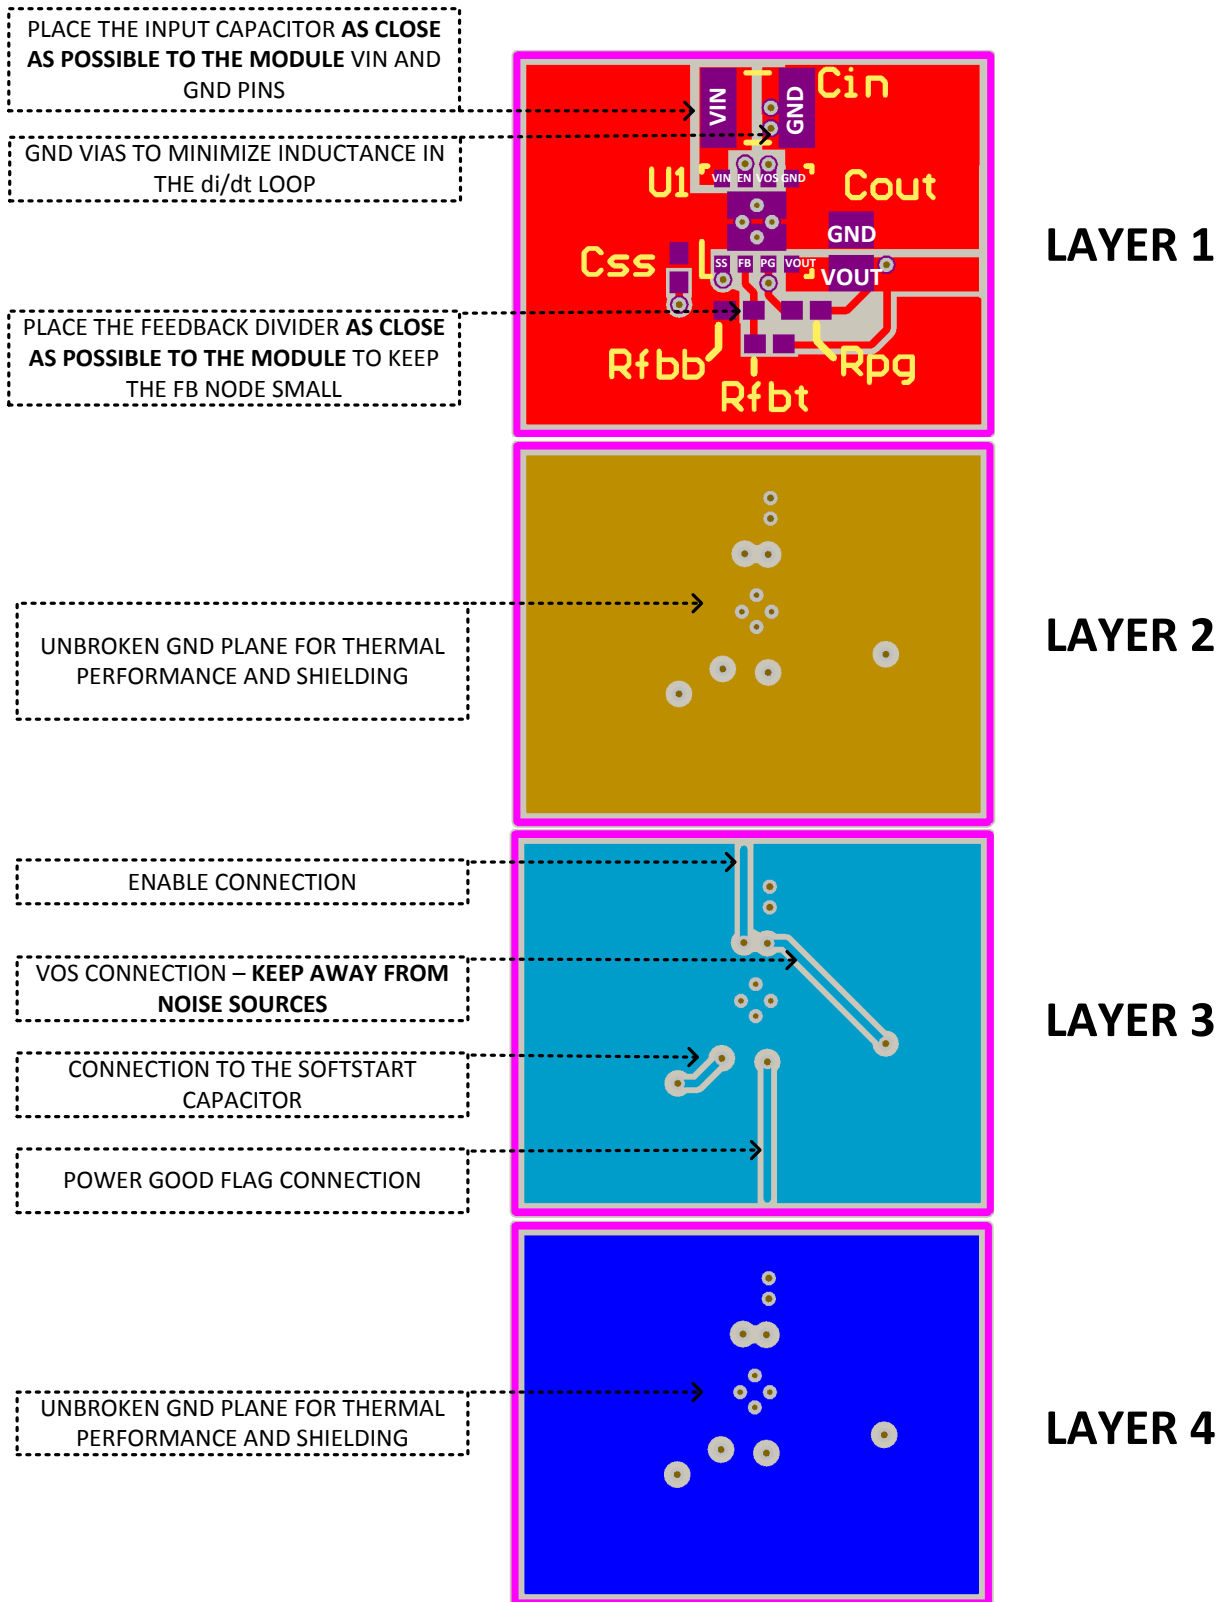 PLACE THE INPUT CAPACITOR AS CLOSE
AS POSSIBLE TO THE MODULE VIN AND
GND PINS
GND VIAS TO MINIMIZE INDUCTANCE IN
THE di/dt LOOP
PLACE THE FEEDBACK DIVIDER AS CLOSE
AS POSSIBLE TO THE MODULE TO KEEP
THE FB NODE SMALL
VIN
GND
Cin
U1
VIN EN VOS GND
Cout
GND
Css
SS FB PG VOUT
VOUT
Rfbb
Rfbt
Rpg
LAYER 1
UNBROKEN GND PLANE FOR THERMAL
PERFORMANCE AND SHIELDING
LAYER 2
ENABLE CONNECTION
VOS CONNECTION – KEEP AWAY FROM
NOISE SOURCES
CONNECTION TO THE SOFTSTART
CAPACITOR
POWER GOOD FLAG CONNECTION
LAYER 3
UNBROKEN GND PLANE FOR THERMAL
PERFORMANCE AND SHIELDING
LAYER 4